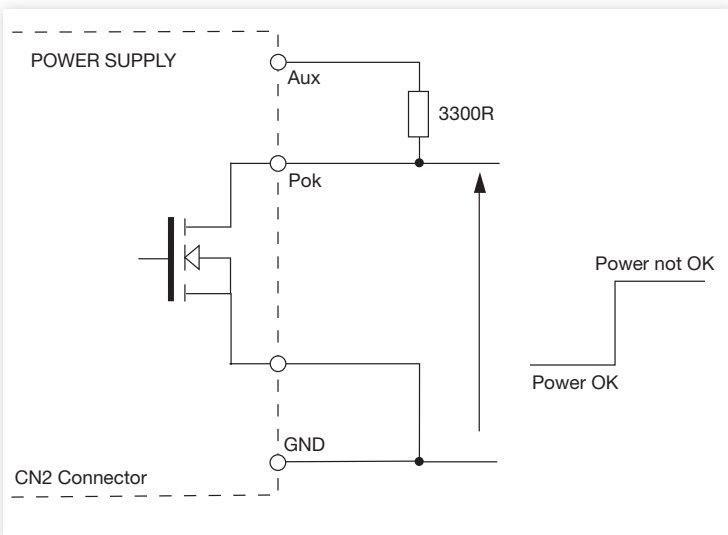 POWER SUPPLY
Aux
3300R
Pok
Power not OK
Power OK
GND
CN2 Connector